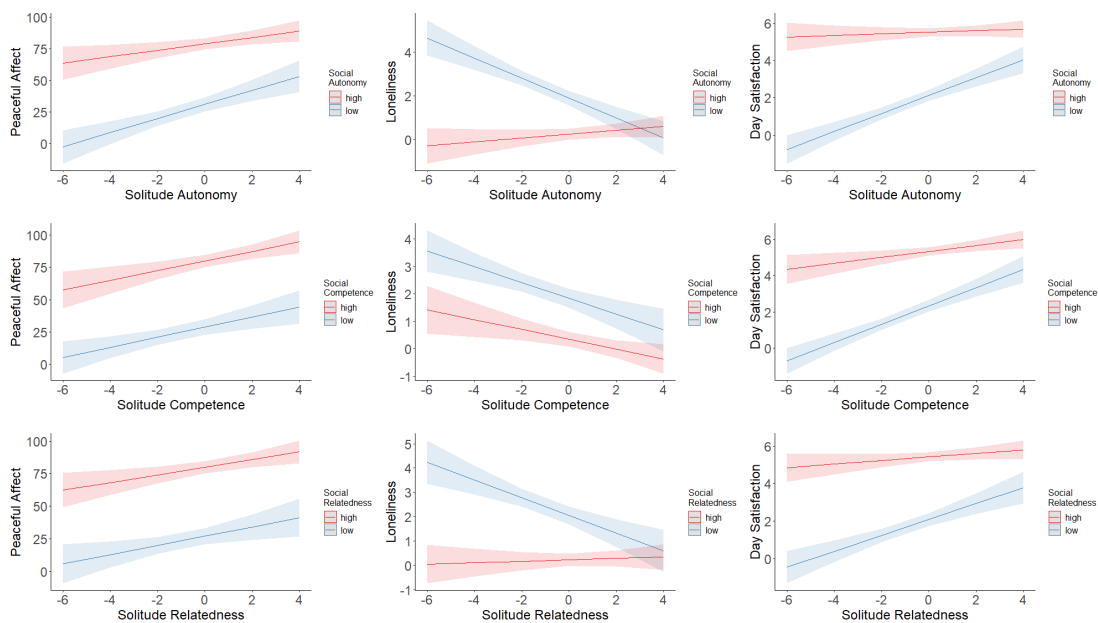 Peaceful Affect
100
75
50
25
0
-6 -4 -2 0 2 4
Solitude Autonomy
Social
Autonomy
high
low
Loneliness
4
2
0
-6 -4 -2 0 2 4
Solitude Autonomy
Social
Autonomy
high
low
Day Satisfaction
6
4
2
0
-6 -4 -2 0 2 4
Solitude Autonomy
Social
Autonomy
high
low
Peaceful Affect
100
75
50
25
0
-6 -4 -2 0 2 4
Solitude Competence
Social
Competence
high
low
Loneliness
4
3
2
1
0
-1
-6 -4 -2 0 2 4
Solitude Competence
Social
Competence
high
low
Day Satisfaction
6
4
2
0
-6 -4 -2 0 2 4
Solitude Competence
Social
Competence
high
low
Peaceful Affect
100
75
50
25
0
-6 -4 -2 0 2 4
Solitude Relatedness
Social
Relatedness
high
low
Loneliness
5
4
3
2
1
0
-1
-6 -4 -2 0 2 4
Solitude Relatedness
Social
Relatedness
high
low
Day Satisfaction
6
4
2
0
-6 -4 -2 0 2 4
Solitude Relatedness
Social
Relatedness
high
low